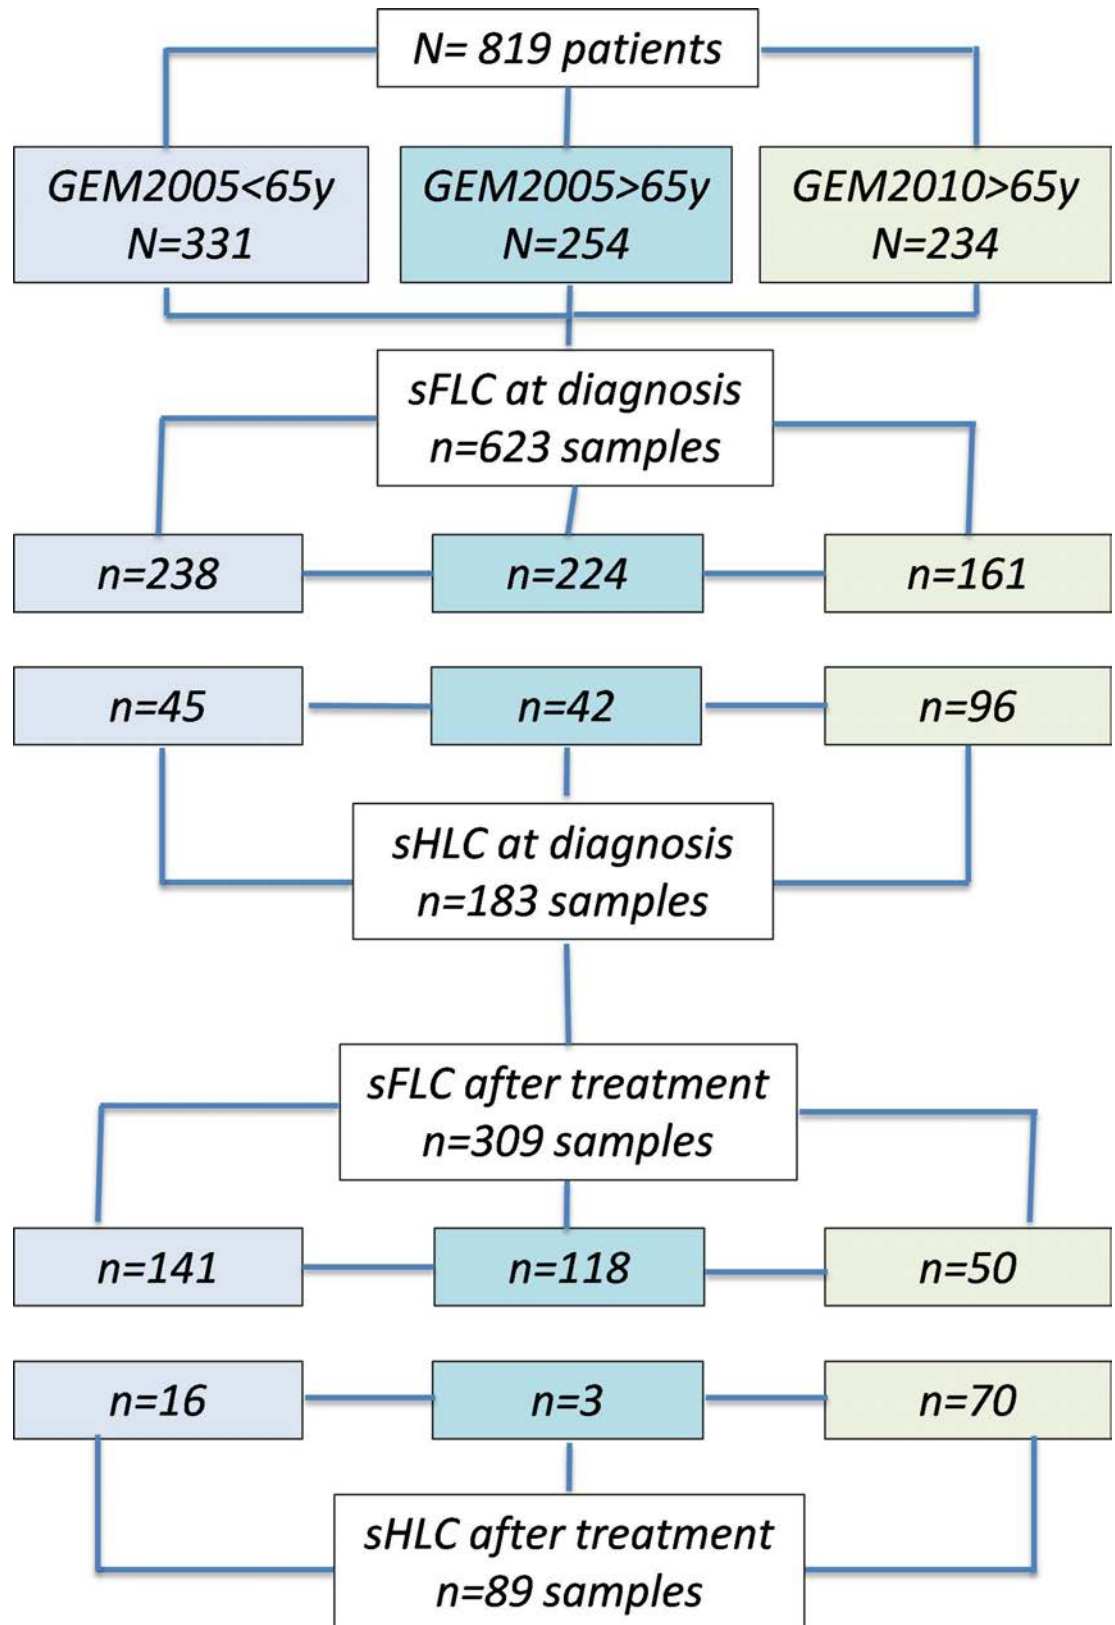 N= 819 patients
GEM2005<65y
N=331
GEM2005>65y
N=254
GEM2010>65y
N=234
sFLC at diagnosis
n=623 samples
n=238
n=224
n=161
n=45
n=42
n=96
sHLC at diagnosis
n=183 samples
sFLC after treatment
n=309 samples
n=141
n=118
n=50
n=16
n=3
n=70
sHLC after treatment
n=89 samples